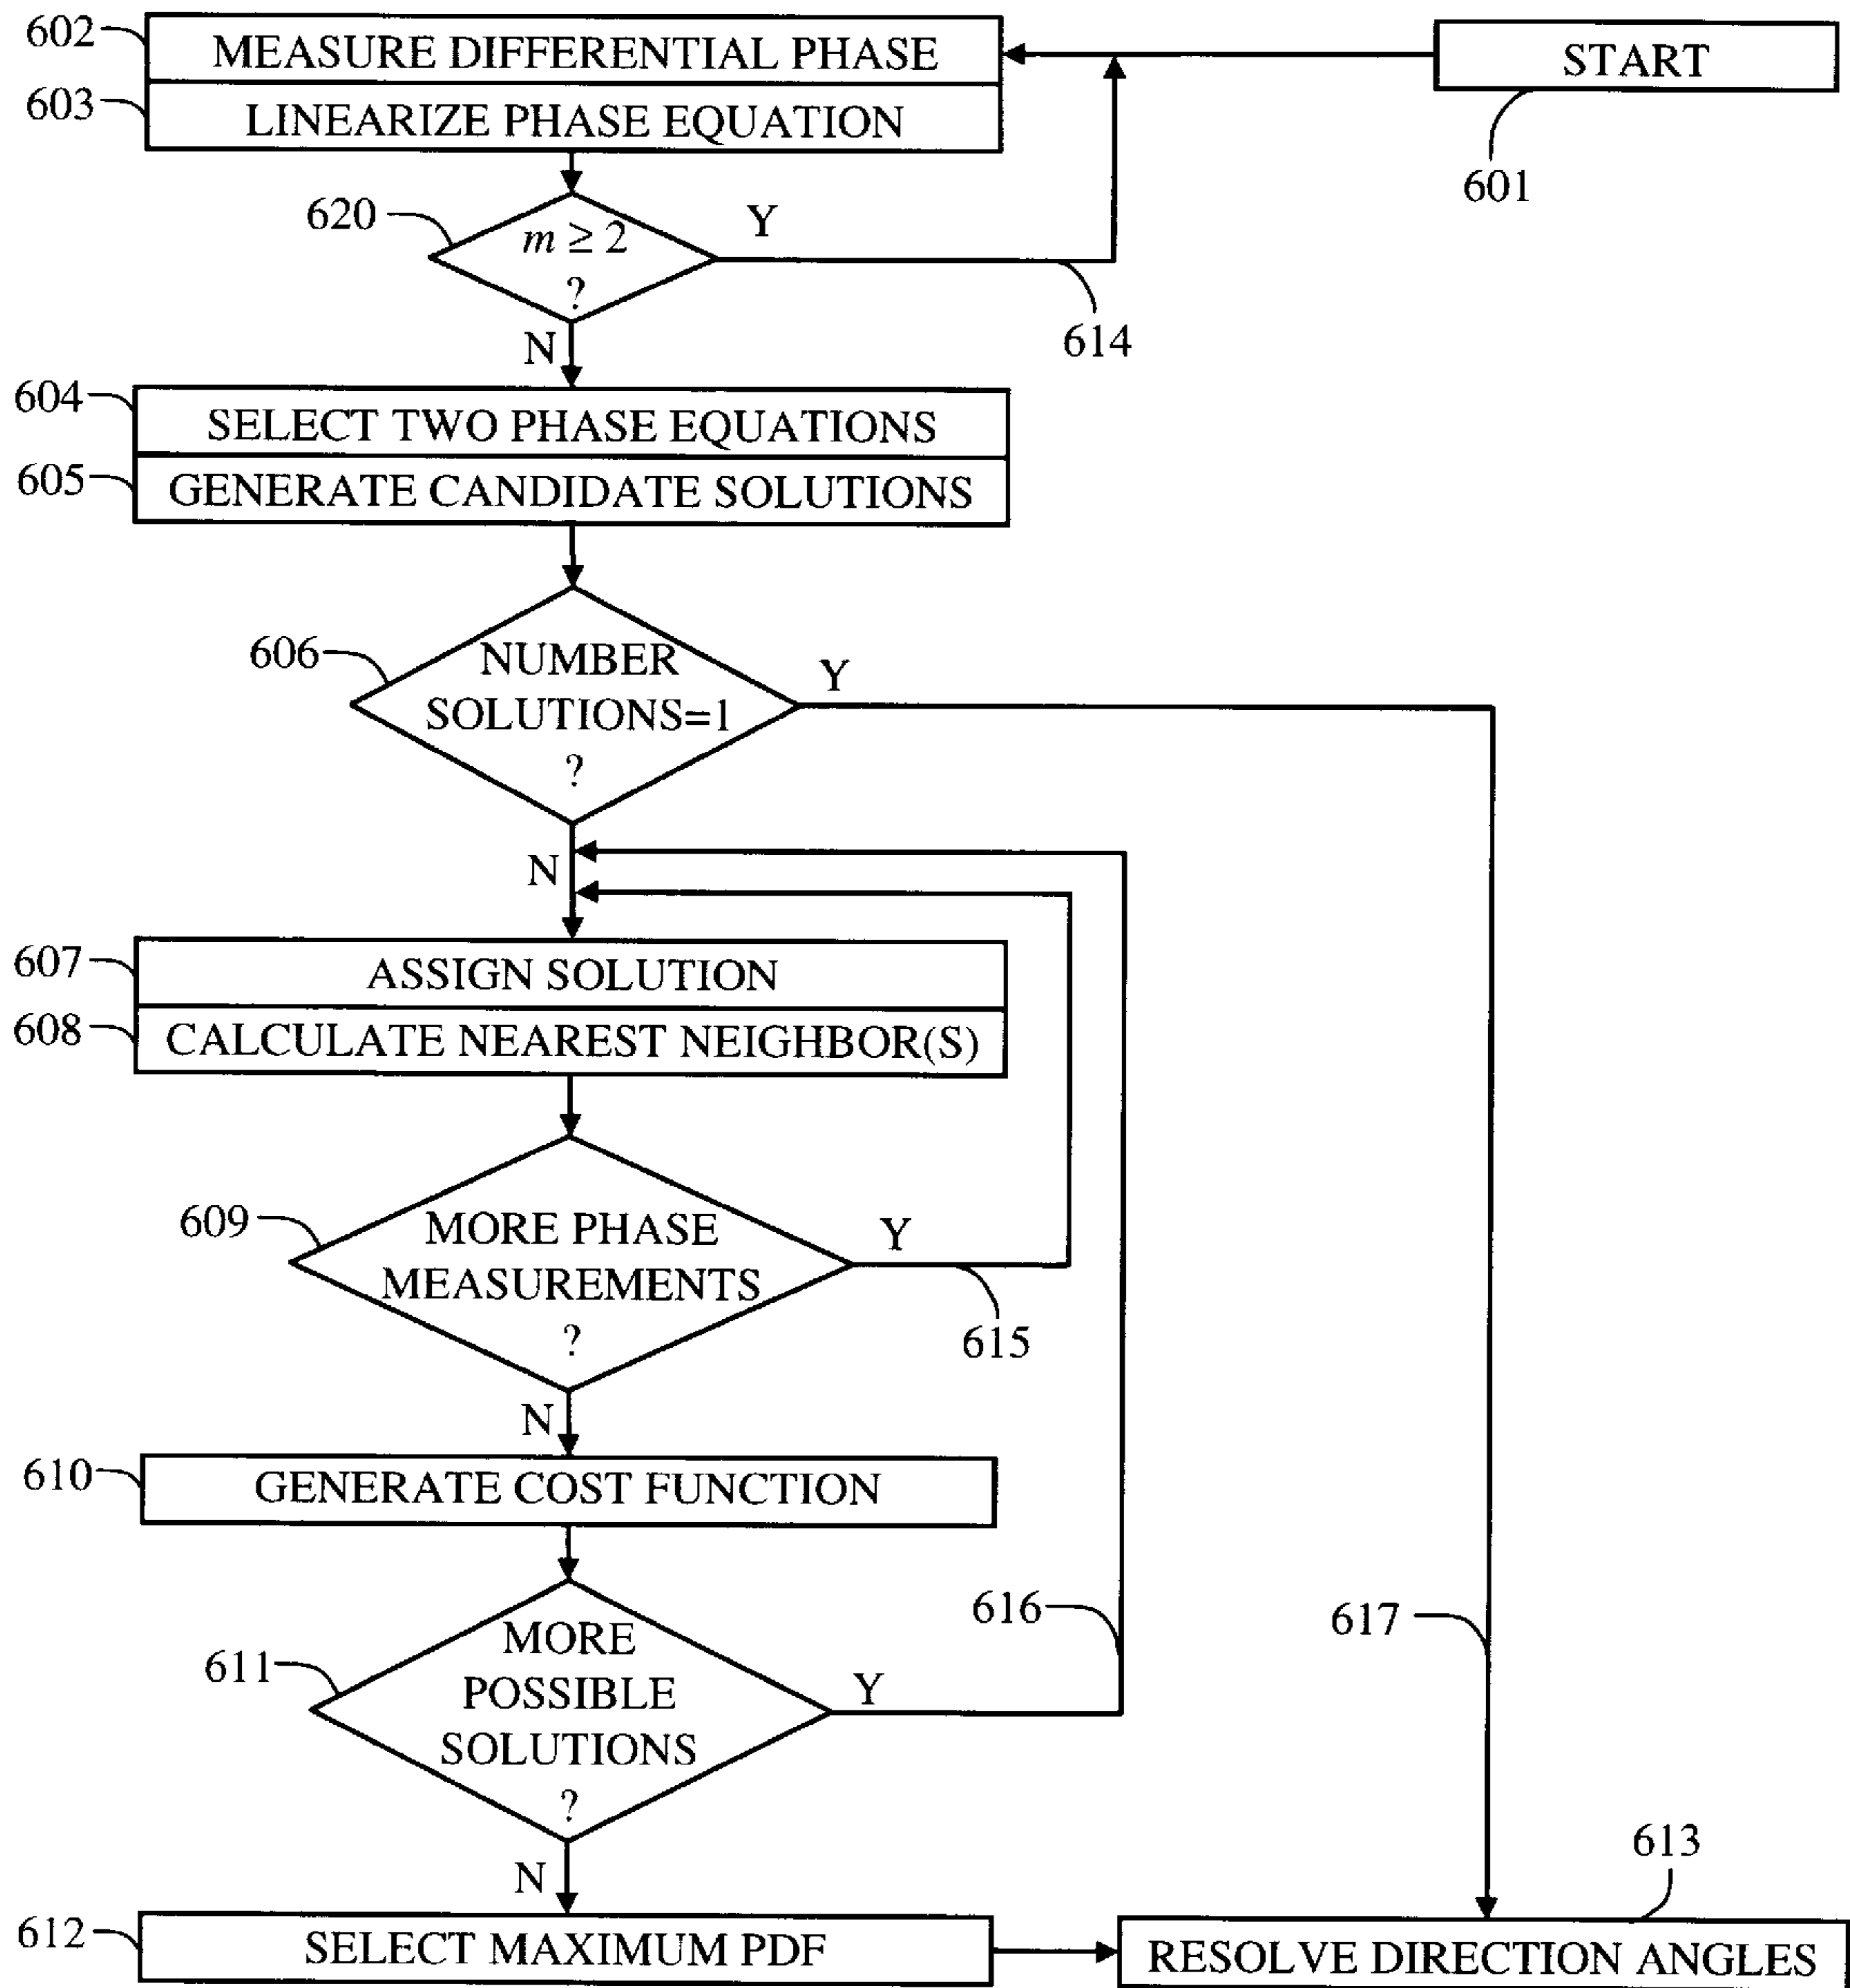 602
MEASURE DIFFERENTIAL PHASE
START
603
LINEARIZE PHASE EQUATION
601
620
m ≥ 2
?
Y
614
N
604
SELECT TWO PHASE EQUATIONS
605
GENERATE CANDIDATE SOLUTIONS
606
NUMBER
SOLUTIONS=1
?
Y
N
607
ASSIGN SOLUTION
608
CALCULATE NEAREST NEIGHBOR(S)
609
MORE PHASE
MEASUREMENTS
?
Y
615
N
610
GENERATE COST FUNCTION
616
617
611
MORE
POSSIBLE
SOLUTIONS
?
Y
N
613
612
SELECT MAXIMUM PDF
RESOLVE DIRECTION ANGLES